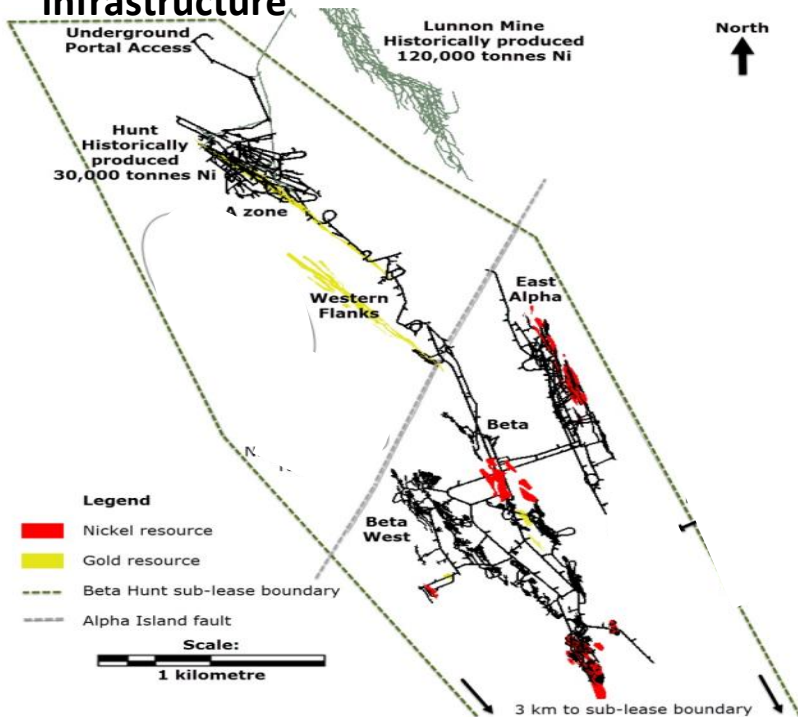 Infrastructure
Underground
Portal Access
Lunnon Mine
Historically produced
120,000 tonnes Ni
North
Hunt
Historically
produced
30,000 tonnes Ni
A zone
Western
Flanks
East
Alpha
Beta
Beta
West
Legend
Nickel resource
Gold resource
Beta Hunt sub-lease boundary
Alpha Island fault
Scale:
1 kilometre
3 km to sub-lease boundary